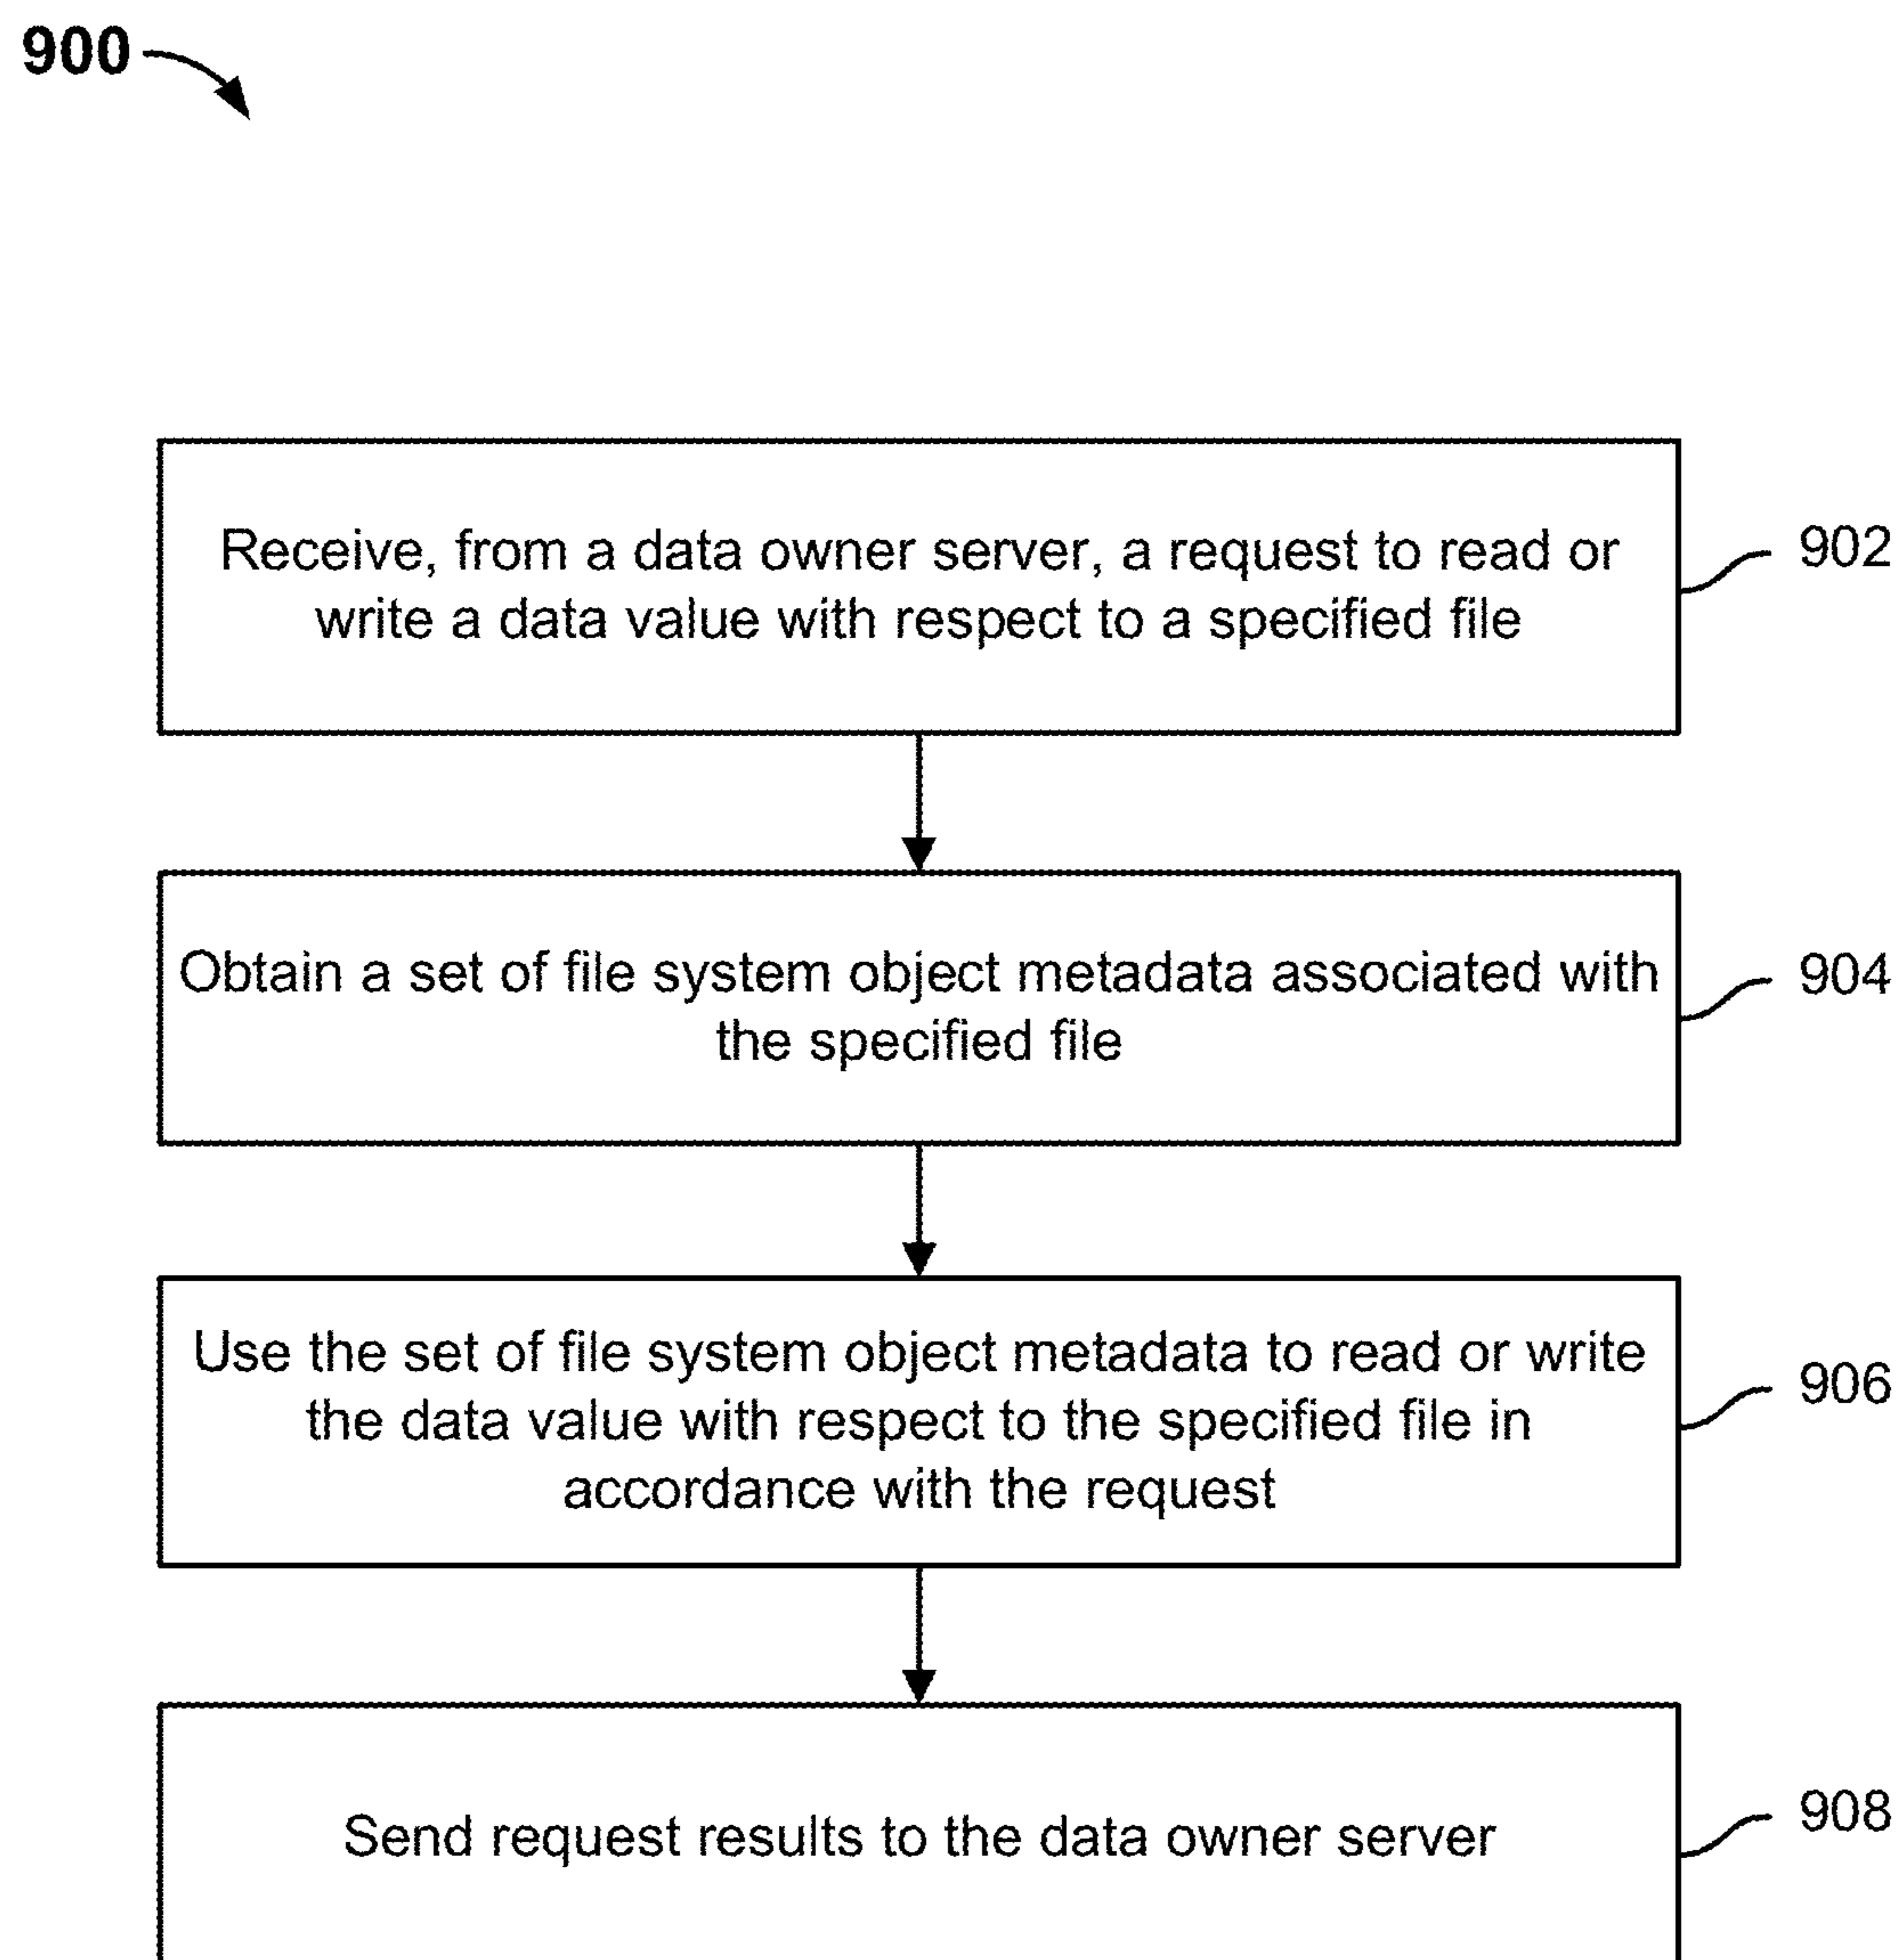 900
Receive, from a data owner server, a request to read or
write a data value with respect to a specified file
902
Obtain a set of file system object metadata associated with
the specified file
904
Use the set of file system object metadata to read or write
the data value with respect to the specified file in
accordance with the request
906
Send request results to the data owner server
908